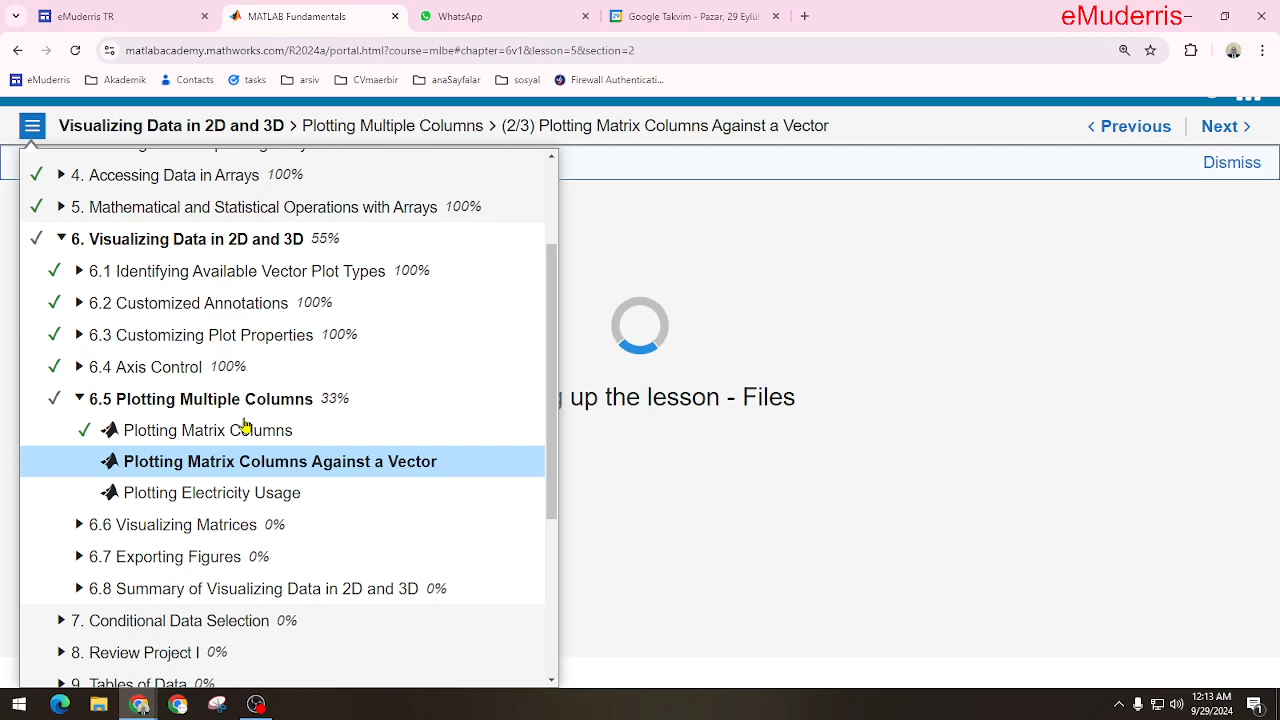 eMuderris TR
MATLAB Fundamentals
WhatsApp
Google Takvim - Pazar, 29 Eylül
eMuderris
matlabacademy.mathworks.com/R2024a/portal.html?course=mlbe#chapter=6v1&lesson=5&section=2
eMuderris
Akademik
Contacts
tasks
arsiv
CVmaerbir
anaSayfalar
sosyal
Firewall Authenticati...
Visualizing Data in 2D and 3D > Plotting Multiple Columns > (2/3) Plotting Matrix Columns Against a Vector
< Previous
Next >
Dismiss
4. Accessing Data in Arrays 100%
5. Mathematical and Statistical Operations with Arrays 100%
6. Visualizing Data in 2D and 3D 55%
6.1 Identifying Available Vector Plot Types 100%
6.2 Customized Annotations 100%
6.3 Customizing Plot Properties 100%
6.4 Axis Control 100%
6.5 Plotting Multiple Columns 33%
up the lesson - Files
Plotting Matrix Columns
Plotting Matrix Columns Against a Vector
Plotting Electricity Usage
6.6 Visualizing Matrices 0%
6.7 Exporting Figures 0%
6.8 Summary of Visualizing Data in 2D and 3D 0%
7. Conditional Data Selection 0%
8. Review Project I 0%
9. Tables of Data 0%
12:13 AM
9/29/2024
1